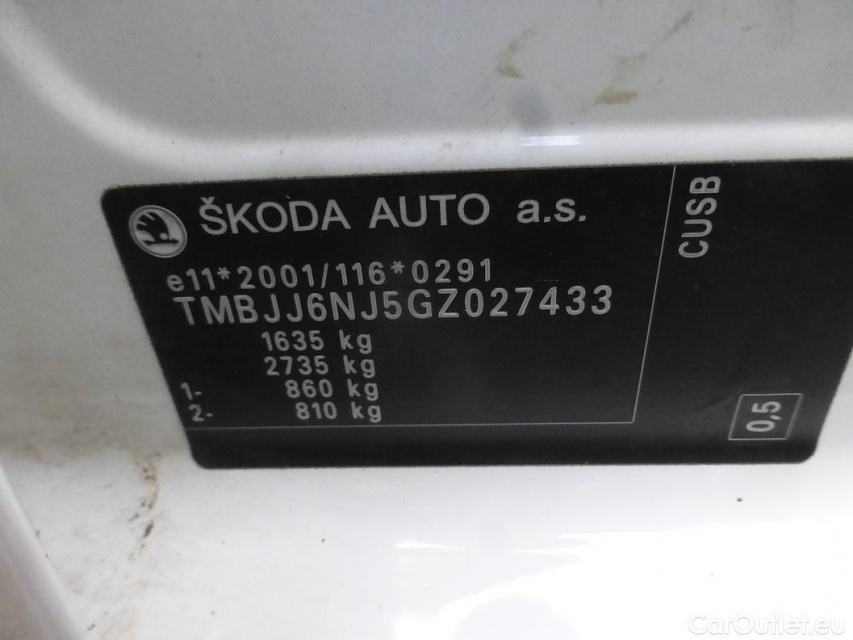 ŠKODA AUTO a.s.
e11*2001/116*0291
TMBJJ6NJ5GZ027433
1635 kg
2735 kg
1- 860 kg
2- 810 kg
CUSB
0,5
CarOutlet.eu